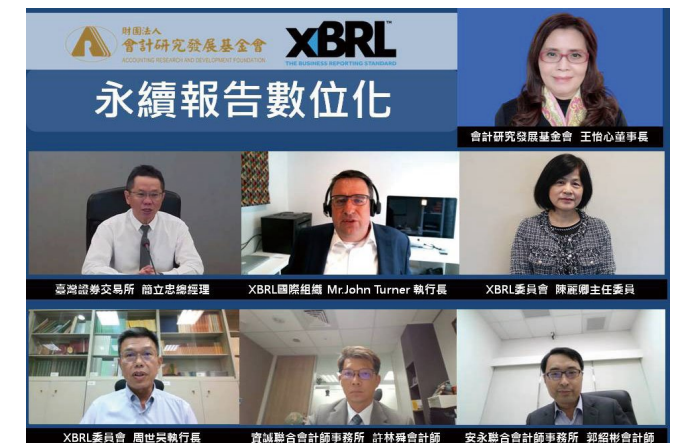 財團法人
會計研究發展基金會
ACCOUNTING RESEARCH AND DEVELOPMENT FOUNDATION
XBRL™
THE BUSINESS REPORTING STANDARD
永續報告數位化
會計研究發展基金會 王怡心董事長
臺灣證券交易所 簡立忠總經理
XBRL國際組織 Mr.John Turner 執行長
XBRL委員會 陳麗卿主任委員
XBRL委員會 周世昊執行長
資誠聯合會計師事務所 許林舜會計師
安永聯合會計師事務所 郭紹彬會計師